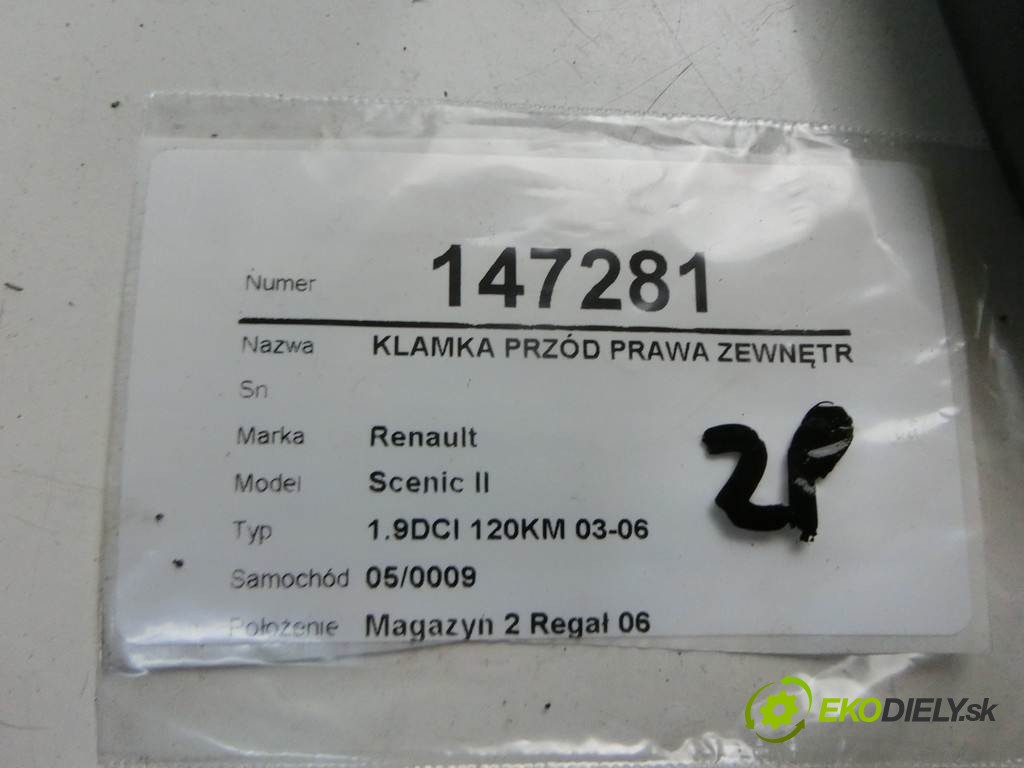 Numer 147281
Nazwa KLAMKA PRZÓD PRAWA ZEWNĘTR
Sn
Marka Renault
Model Scenic II
Typ 1.9DCI 120KM 03-06
Samochód 05/0009
Położenie Magazyn 2 Regał 06
EKODIELY.sk